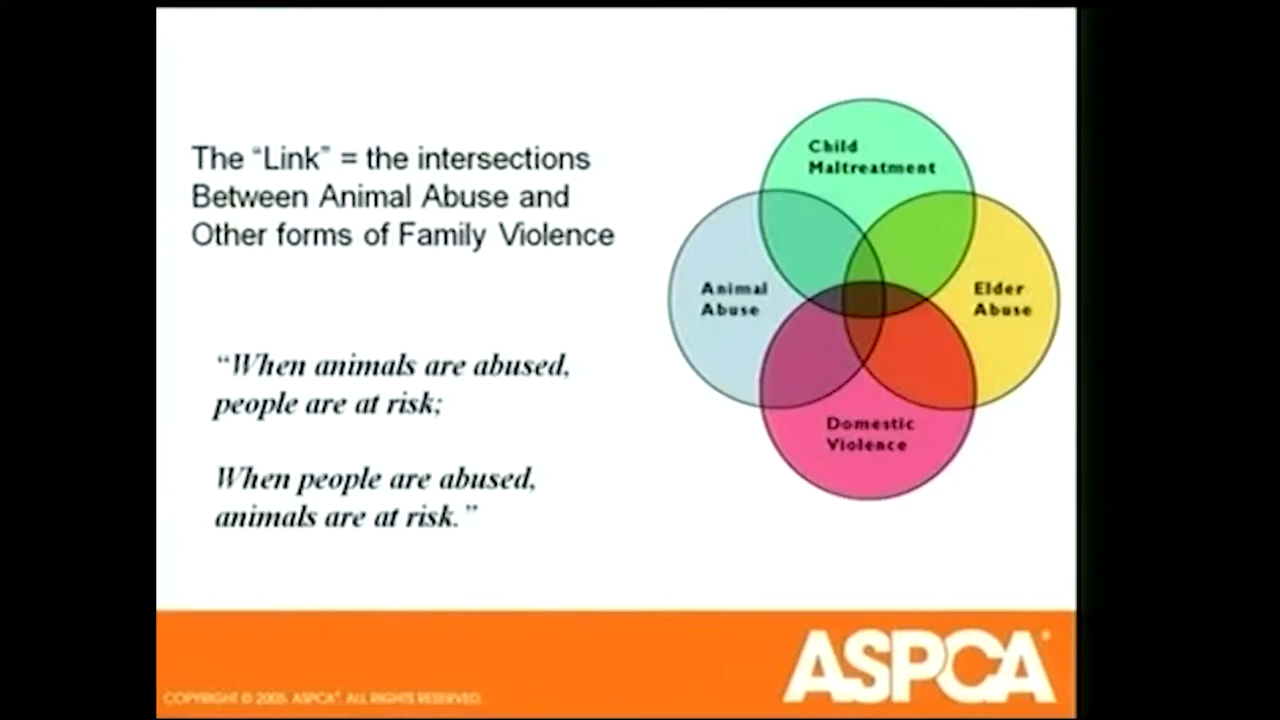 The “Link” = the intersections
Between Animal Abuse and
Other forms of Family Violence
“When animals are abused,
people are at risk;
When people are abused,
animals are at risk.”
Child
Maltreatment
Animal
Abuse
Elder
Abuse
Domestic
Violence
ASPCA®
COPYRIGHT © 2005. ASPCA®. ALL RIGHTS RESERVED.